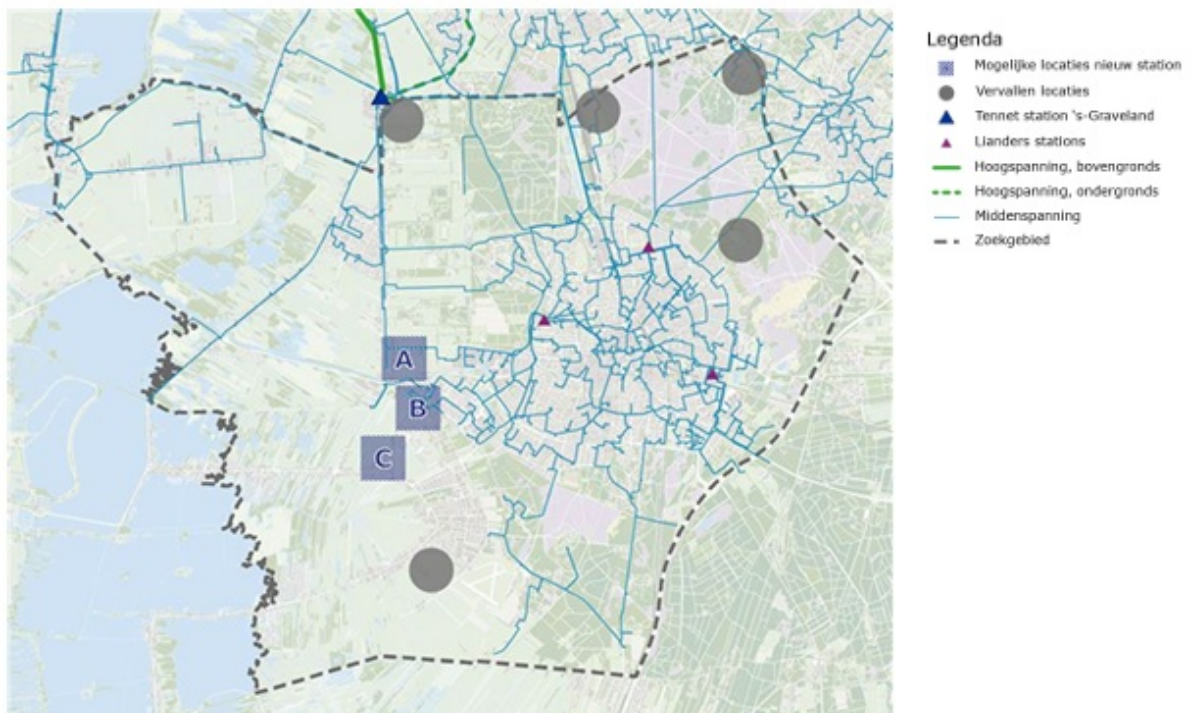 Legenda
Mogelijke locaties nieuw station
Vervallen locaties
Tennet station 's-Graveland
Lianders stations
Hoogspanning, bovengronds
Hoogspanning, ondergronds
Middenspanning
Zoekgebied
A
B
C